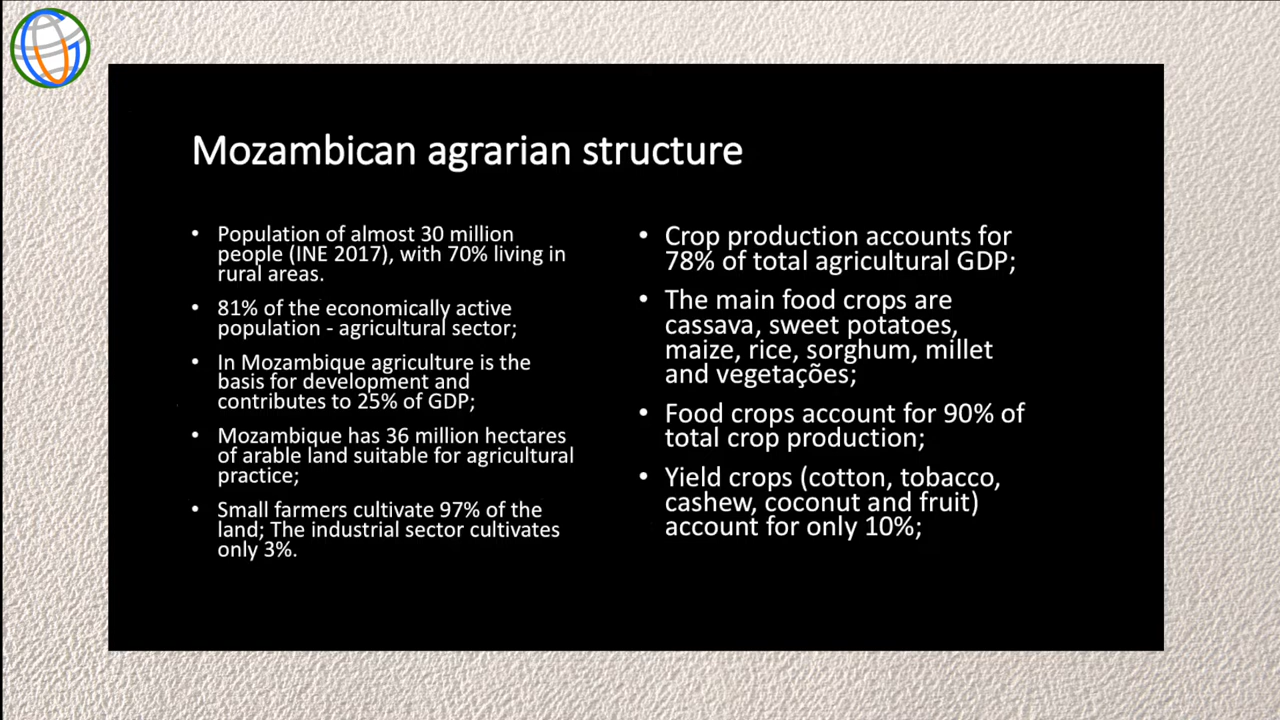 Mozambican agrarian structure
• Population of almost 30 million
people (INE 2017), with 70% living in
rural areas.
• 81% of the economically active
population - agricultural sector;
• In Mozambique agriculture is the
basis for development and
contributes to 25% of GDP;
• Mozambique has 36 million hectares
of arable land suitable for agricultural
practice;
• Small farmers cultivate 97% of the
land; The industrial sector cultivates
only 3%.
• Crop production accounts for
78% of total agricultural GDP;
• The main food crops are
cassava, sweet potatoes,
maize, rice, sorghum, millet
and vegetações;
• Food crops account for 90% of
total crop production;
• Yield crops (cotton, tobacco,
cashew, coconut and fruit)
account for only 10%;